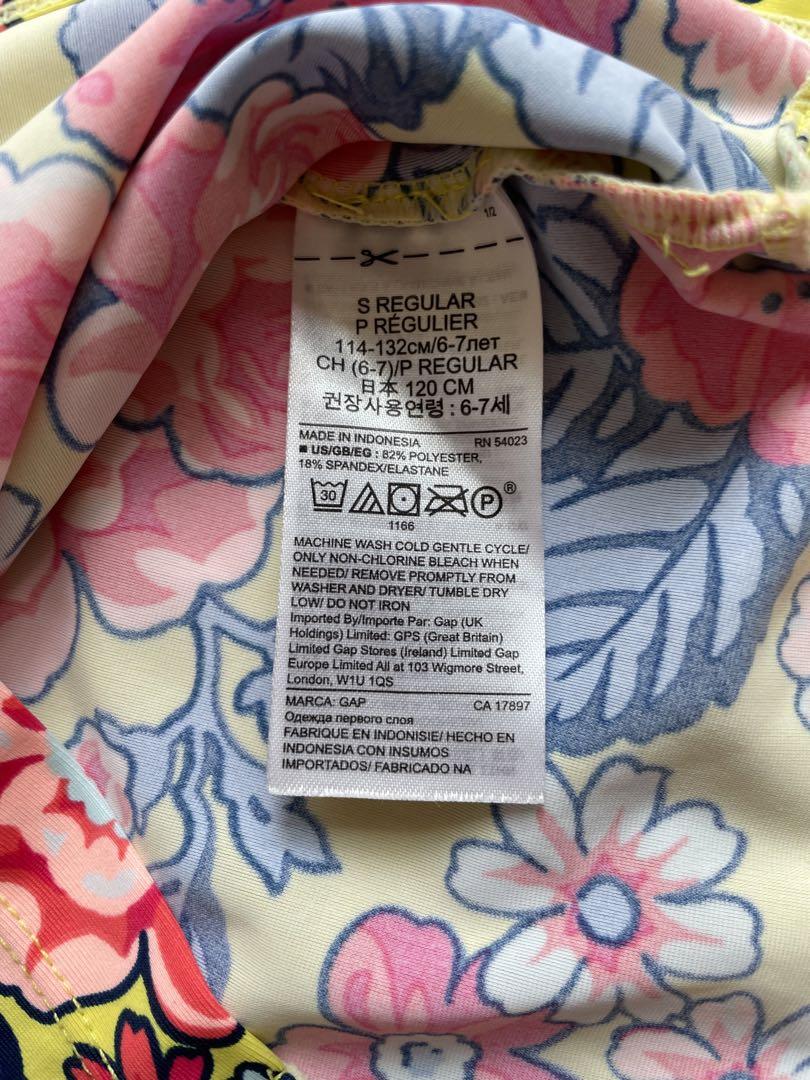 1/2
S REGULAR
P RÉGULIER
114-132см/6-7лет
CH (6-7)/P REGULAR
日本 120 CM
권장사용연령 : 6-7세
MADE IN INDONESIA RN 54023
■ US/GB/EG : 82% POLYESTER,
18% SPANDEX/ELASTANE
30 P ®
1166
MACHINE WASH COLD GENTLE CYCLE/
ONLY NON-CHLORINE BLEACH WHEN
NEEDED/ REMOVE PROMPTLY FROM
WASHER AND DRYER/ TUMBLE DRY
LOW/ DO NOT IRON
Imported By/Importe Par: Gap (UK
Holdings) Limited: GPS (Great Britain)
Limited Gap Stores (Ireland) Limited Gap
Europe Limited All at 103 Wigmore Street,
London, W1U 1QS
MARCA: GAP CA 17897
Одежда первого слоя
FABRIQUE EN INDONISIE/ HECHO EN
INDONESIA CON INSUMOS
IMPORTADOS/ FABRICADO NA